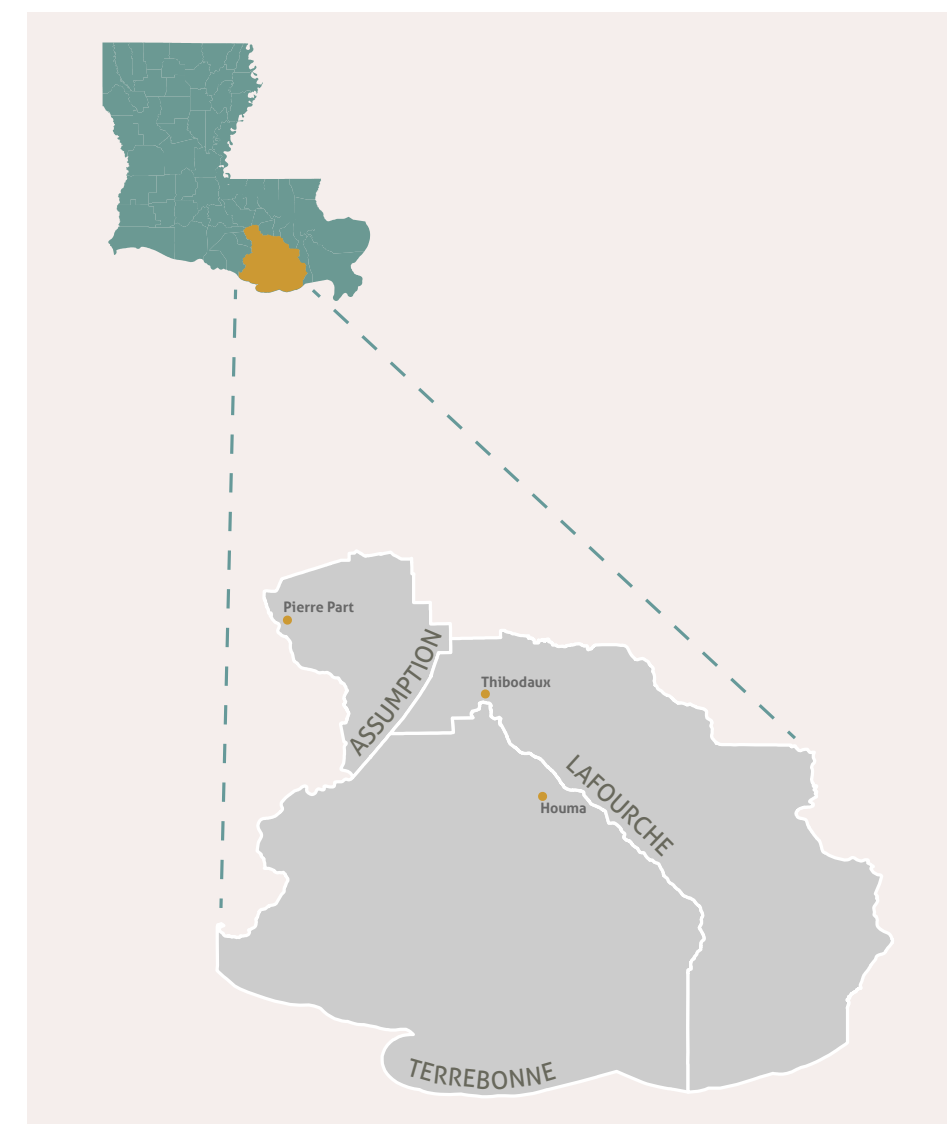 Pierre Part
ASSUMPTION
Thibodaux
LAFOURCHE
Houma
TERREBONNE